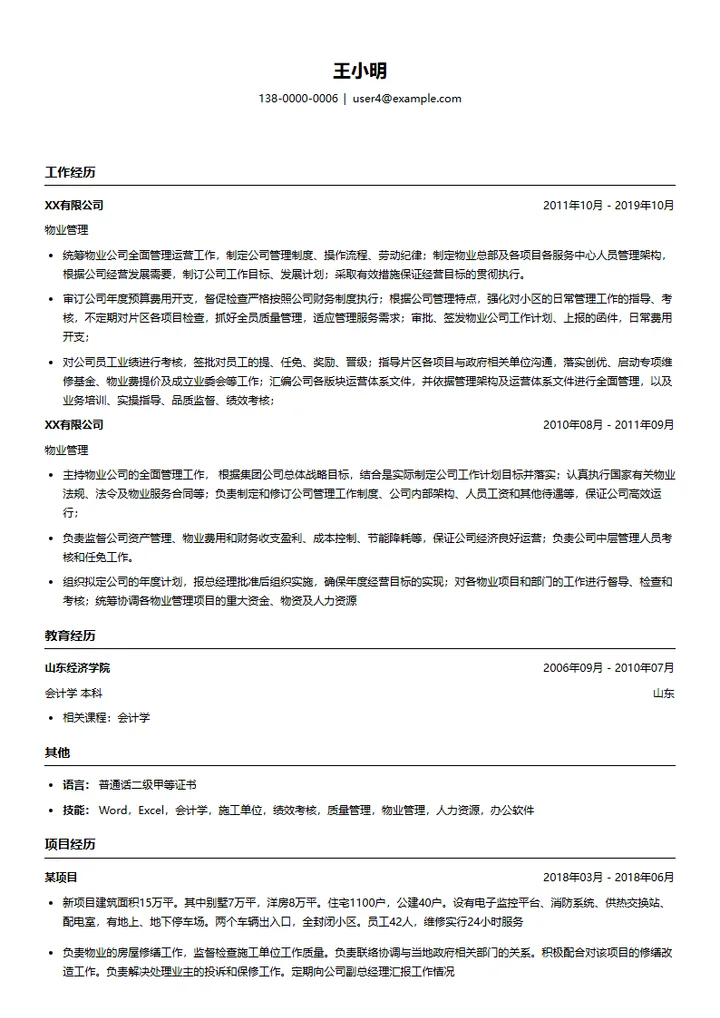 王小明
138-0000-0006 | user4@example.com
工作经历
XX有限公司 2011年10月 - 2019年10月
物业管理
• 统筹物业公司全面管理运营工作，制定公司管理制度、操作流程、劳动纪律；制定物业总部及各项目各服务中心人员管理架构，
根据公司经营发展需要，制订公司工作目标、发展计划；采取有效措施保证经营目标的贯彻执行。
• 审订公司年度预算费用开支，督促检查严格按照公司财务制度执行；根据公司管理特点，强化对小区的日常管理工作的指导、考
核，不定期对片区各项目检查，抓好全员质量管理，适应管理服务需求；审批、签发物业公司工作计划、上报的函件，日常费用
开支；
• 对公司员工业绩进行考核，签批对员工的提、任免、奖励、晋级；指导片区各项目与政府相关单位沟通，落实创优、启动专项维
修基金、物业费提价及成立业委会等工作；汇编公司各版块运营体系文件，并依据管理架构及运营体系文件进行全面管理，以及
业务培训、实操指导、品质监督、绩效考核；
XX有限公司 2010年08月 - 2011年09月
物业管理
• 主持物业公司的全面管理工作， 根据集团公司总体战略目标，结合是实际制定公司工作计划目标并落实；认真执行国家有关物业
法规、法令及物业服务合同等；负责制定和修订公司管理工作制度、公司内部架构、人员工资和其他待遇等，保证公司高效运
行；
• 负责监督公司资产管理、物业费用和财务收支盈利、成本控制、节能降耗等，保证公司经济良好运营；负责公司中层管理人员考
核和任免工作。
• 组织拟定公司的年度计划，报总经理批准后组织实施，确保年度经营目标的实现；对各物业项目和部门的工作进行督导、检查和
考核；统筹协调各物业管理项目的重大资金、物资及人力资源
教育经历
山东经济学院 2006年09月 - 2010年07月
会计学 本科 山东
• 相关课程：会计学
其他
• 语言： 普通话二级甲等证书
• 技能： Word，Excel，会计学，施工单位，绩效考核，质量管理，物业管理，人力资源，办公软件
项目经历
某项目 2018年03月 - 2018年06月
• 新项目建筑面积15万平。其中别墅7万平，洋房8万平。住宅1100户，公建40户。设有电子监控平台、消防系统、供热交换站、
配电室，有地上、地下停车场。两个车辆出入口，全封闭小区。员工42人，维修实行24小时服务
• 负责物业的房屋修缮工作，监督检查施工单位工作质量。负责联络协调与当地政府相关部门的关系。积极配合对该项目的修缮改
造工作。负责解决处理业主的投诉和保修工作。定期向公司副总经理汇报工作情况